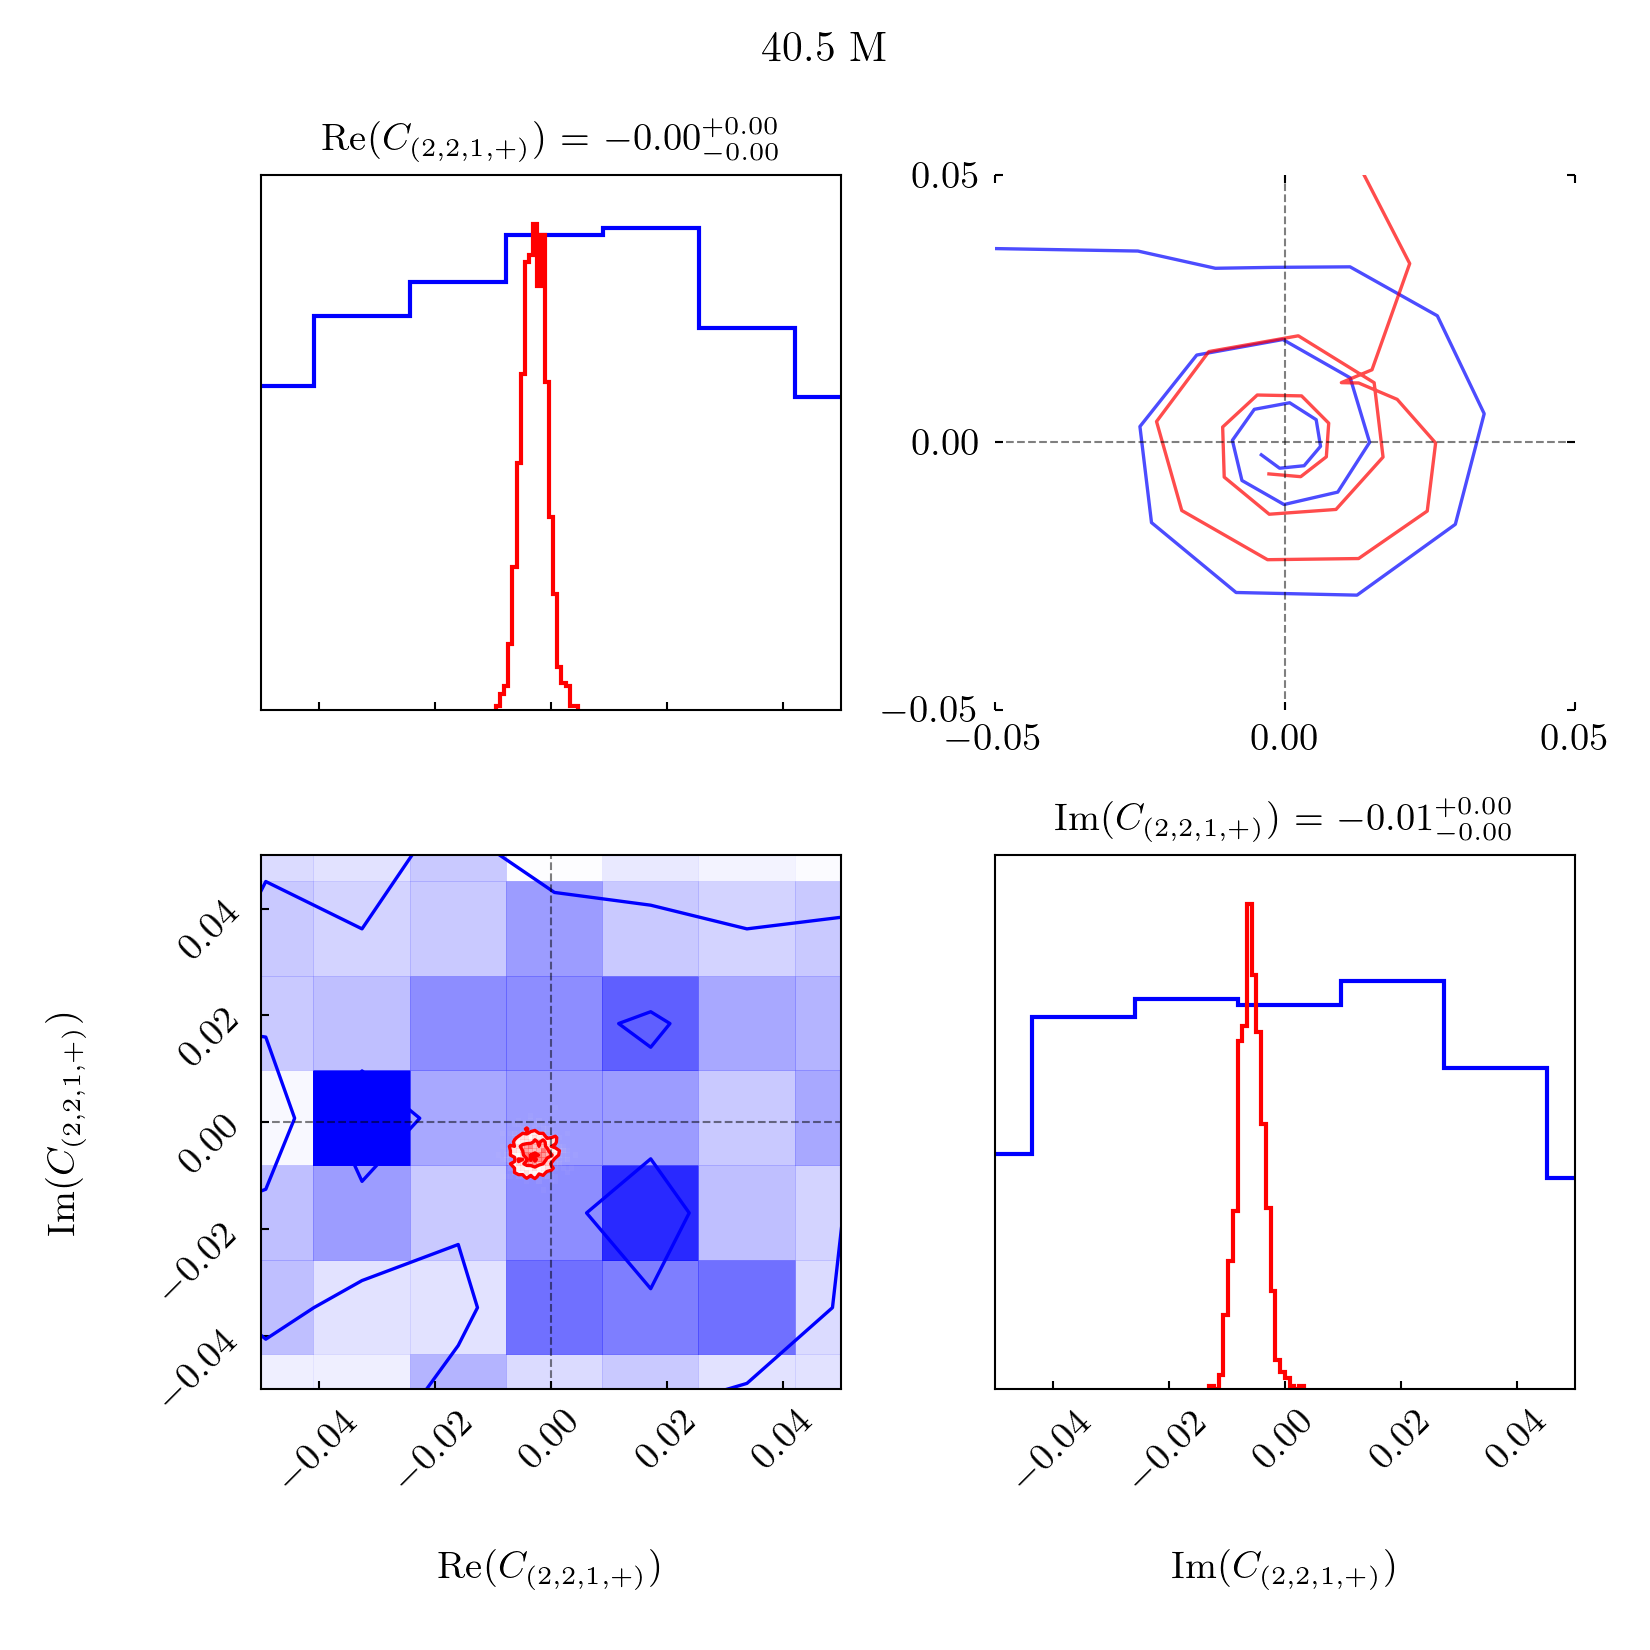 40.5 M
Re(C_{(2,2,1,+)}) = −0.00^{+0.00}_{−0.00}
0.05
0.00
−0.05
−0.05 0.00 0.05
Im(C_{(2,2,1,+)}) = −0.01^{+0.00}_{−0.00}
Im(C_{(2,2,1,+)})
0.04
0.02
0.00
−0.02
−0.04
−0.04 −0.02 0.00 0.02 0.04
−0.04 −0.02 0.00 0.02 0.04
Re(C_{(2,2,1,+)})
Im(C_{(2,2,1,+)})